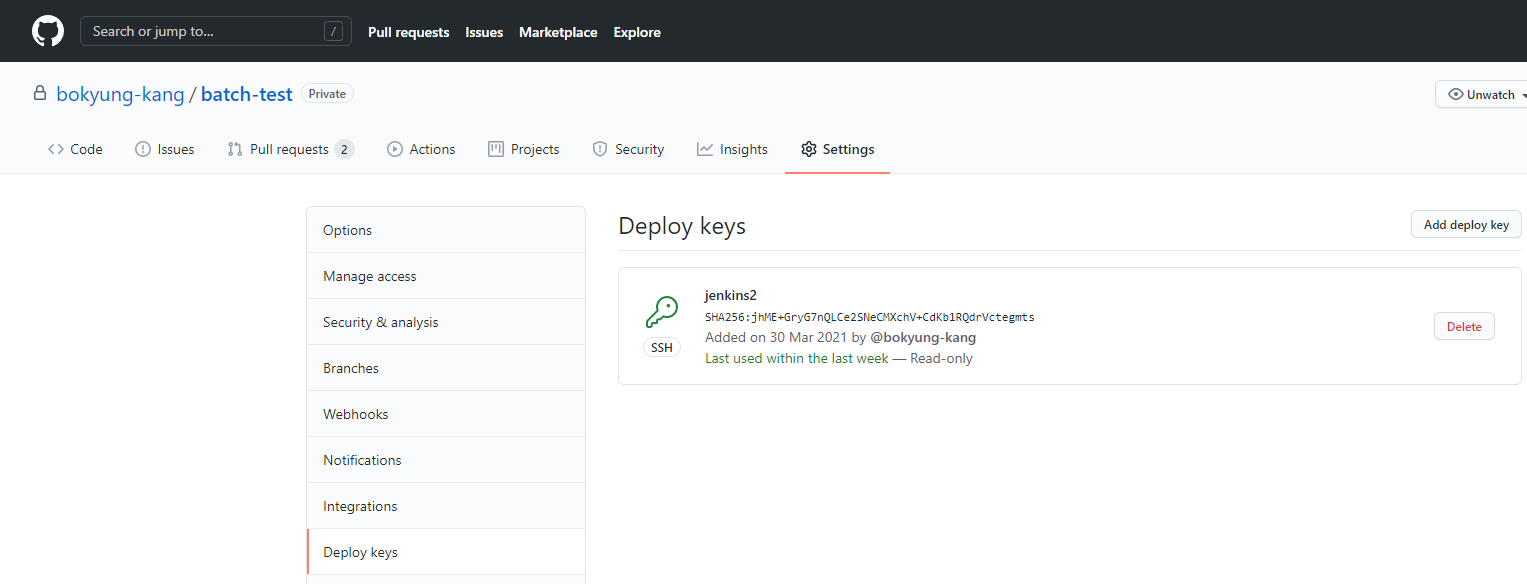 Search or jump to... /
Pull requests Issues Marketplace Explore
bokyung-kang / batch-test Private
Unwatch
Code Issues Pull requests 2 Actions Projects Security Insights Settings
Options
Manage access
Security & analysis
Branches
Webhooks
Notifications
Integrations
Deploy keys
Deploy keys
Add deploy key
jenkins2
SHA256:jhME+GryG7nQLCe2SNeCMXchV+CdKb1RQdrVctegmts
Added on 30 Mar 2021 by @bokyung-kang
Last used within the last week — Read-only
SSH
Delete